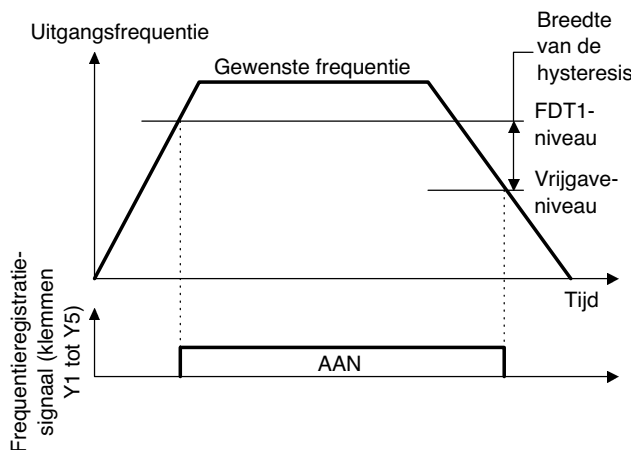 Uitgangsfrequentie
Gewenste frequentie
Breedte
van de
hysteresis
FDT1-
niveau
Vrijgave-
niveau
Tijd
Frequentieregistratie-
signaal (klemmen
Y1 tot Y5)
AAN